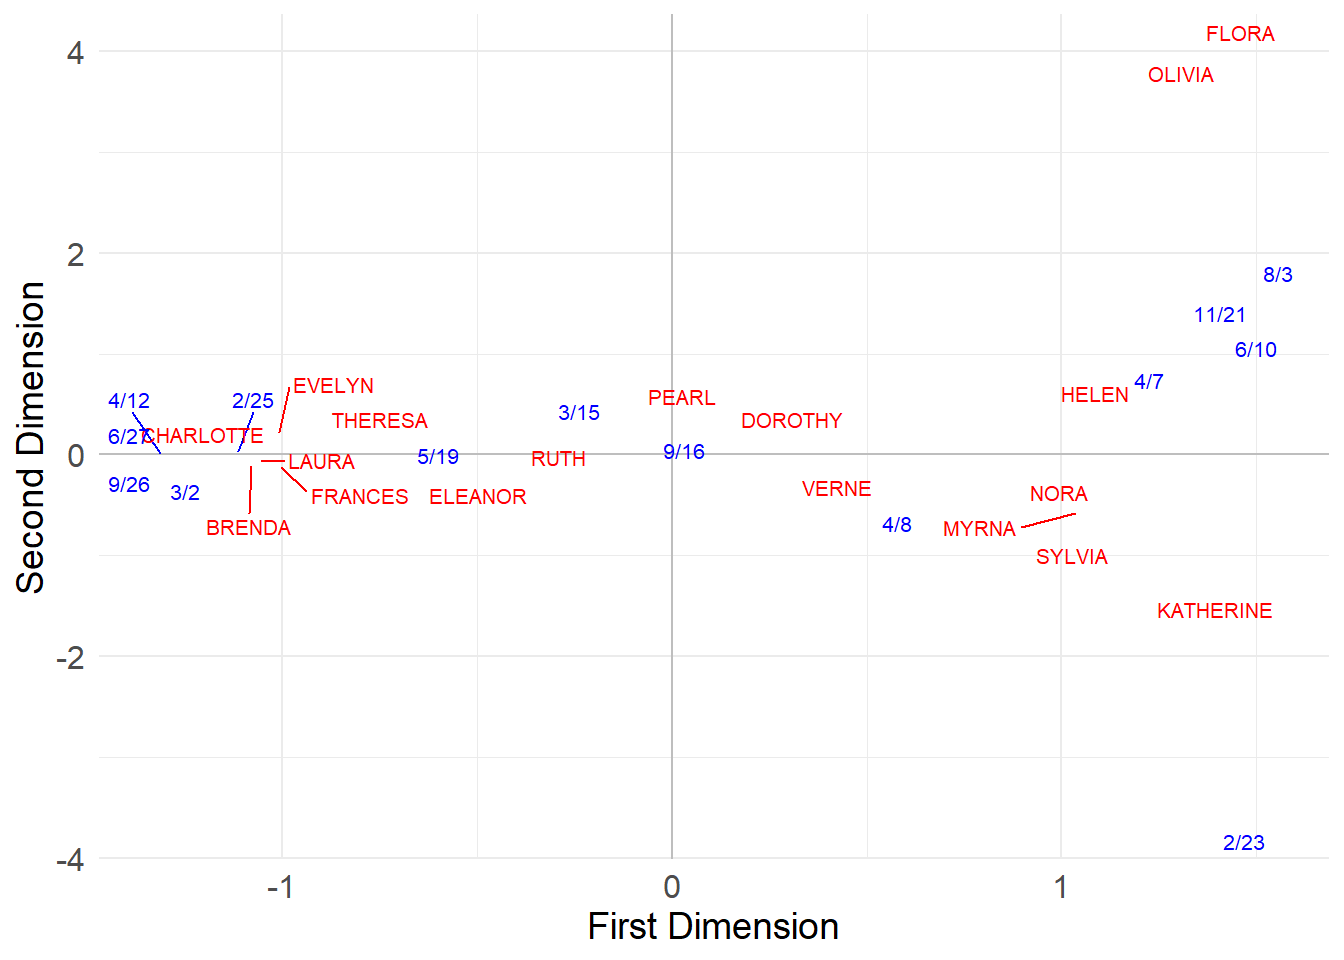 4
FLORA
OLIVIA
2
8/3
11/21
6/10
4/7
HELEN
EVELYN
4/12
2/25
PEARL
3/15
THERESA
DOROTHY
6/27
CHARLOTTE
0
5/19
RUTH
9/16
LAURA
9/26
3/2
FRANCES
ELEANOR
VERNE
NORA
BRENDA
4/8
MYRNA
SYLVIA
KATHERINE
-2
2/23
-4
-1
0
1
First Dimension
Second Dimension